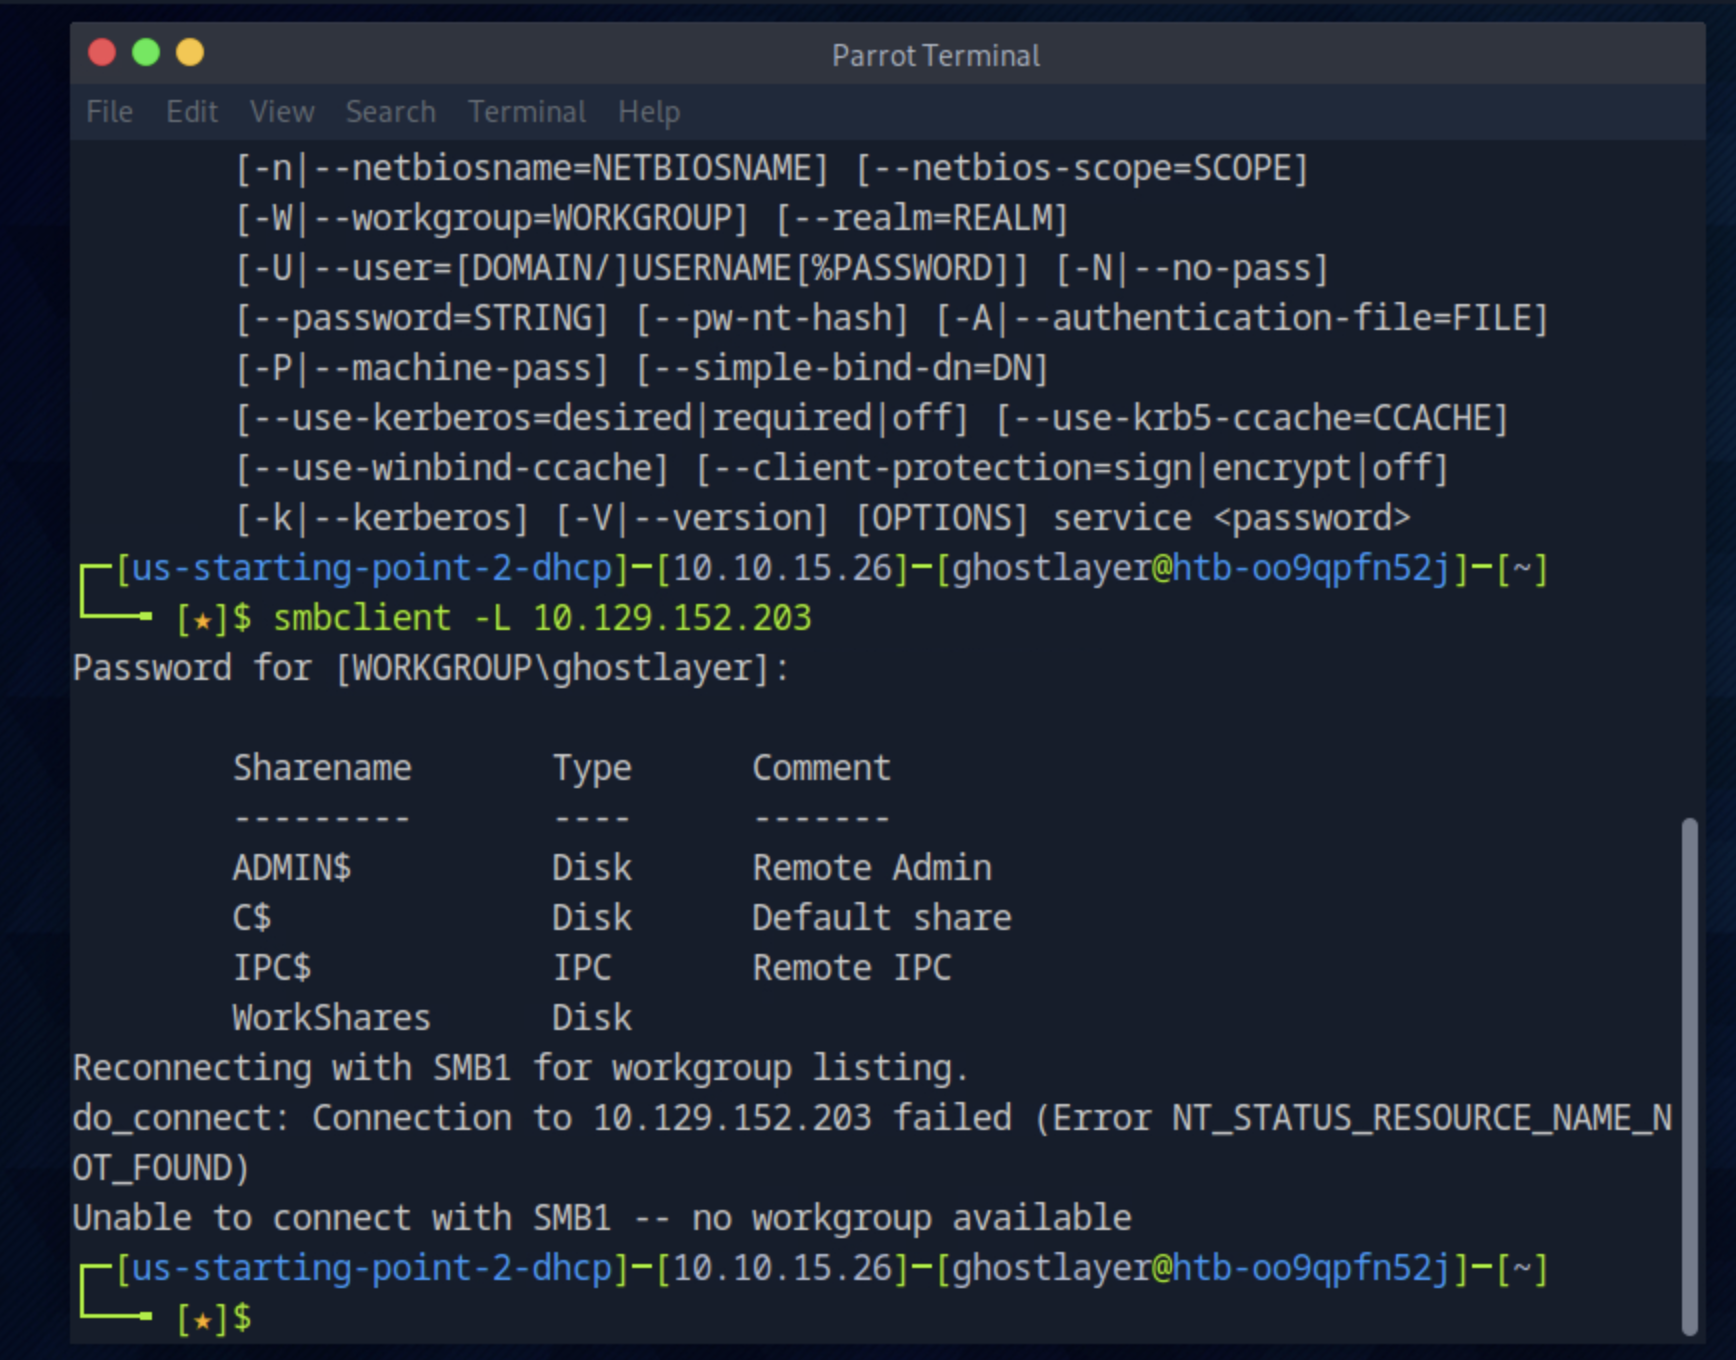 Parrot Terminal
File Edit View Search Terminal Help
[-n|--netbiosname=NETBIOSNAME] [--netbios-scope=SCOPE]
[-W|--workgroup=WORKGROUP] [--realm=REALM]
[-U|--user=[DOMAIN/]USERNAME[%PASSWORD]] [-N|--no-pass]
[--password=STRING] [--pw-nt-hash] [-A|--authentication-file=FILE]
[-P|--machine-pass] [--simple-bind-dn=DN]
[--use-kerberos=desired|required|off] [--use-krb5-ccache=CCACHE]
[--use-winbind-ccache] [--client-protection=sign|encrypt|off]
[-k|--kerberos] [-V|--version] [OPTIONS] service <password>
┌─[us-starting-point-2-dhcp]─[10.10.15.26]─[ghostlayer@htb-oo9qpfn52j]─[~]
└──╼ [★]$ smbclient -L 10.129.152.203
Password for [WORKGROUP\ghostlayer]:
Sharename Type Comment
--------- ---- -------
ADMIN$ Disk Remote Admin
C$ Disk Default share
IPC$ IPC Remote IPC
WorkShares Disk
Reconnecting with SMB1 for workgroup listing.
do_connect: Connection to 10.129.152.203 failed (Error NT_STATUS_RESOURCE_NAME_N
OT_FOUND)
Unable to connect with SMB1 -- no workgroup available
┌─[us-starting-point-2-dhcp]─[10.10.15.26]─[ghostlayer@htb-oo9qpfn52j]─[~]
└──╼ [★]$